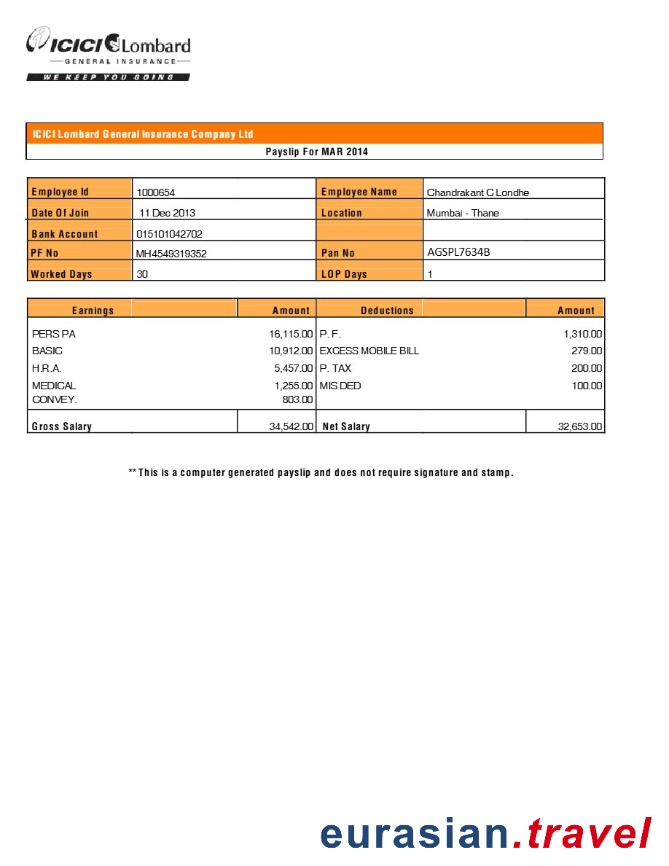 ICICI Lombard
GENERAL INSURANCE
WE KEEP YOU GOING
ICICI Lombard General Insurance Company Ltd
Payslip For MAR 2014
Employee Id 1000654 Employee Name Chandrakant C Londhe
Date Of Join 11 Dec 2013 Location Mumbai - Thane
Bank Account 015101042702
PF No MH4549319352 Pan No AGSPL7634B
Worked Days 30 LOP Days 1
Earnings Amount Deductions Amount
PERS PA 16,115.00 P. F. 1,310.00
BASIC 10,912.00 EXCESS MOBILE BILL 279.00
H.R.A. 5,457.00 P. TAX 200.00
MEDICAL 1,255.00 MIS DED 100.00
CONVEY. 803.00
Gross Salary 34,542.00 Net Salary 32,653.00
** This is a computer generated payslip and does not require signature and stamp.
eurasian.travel